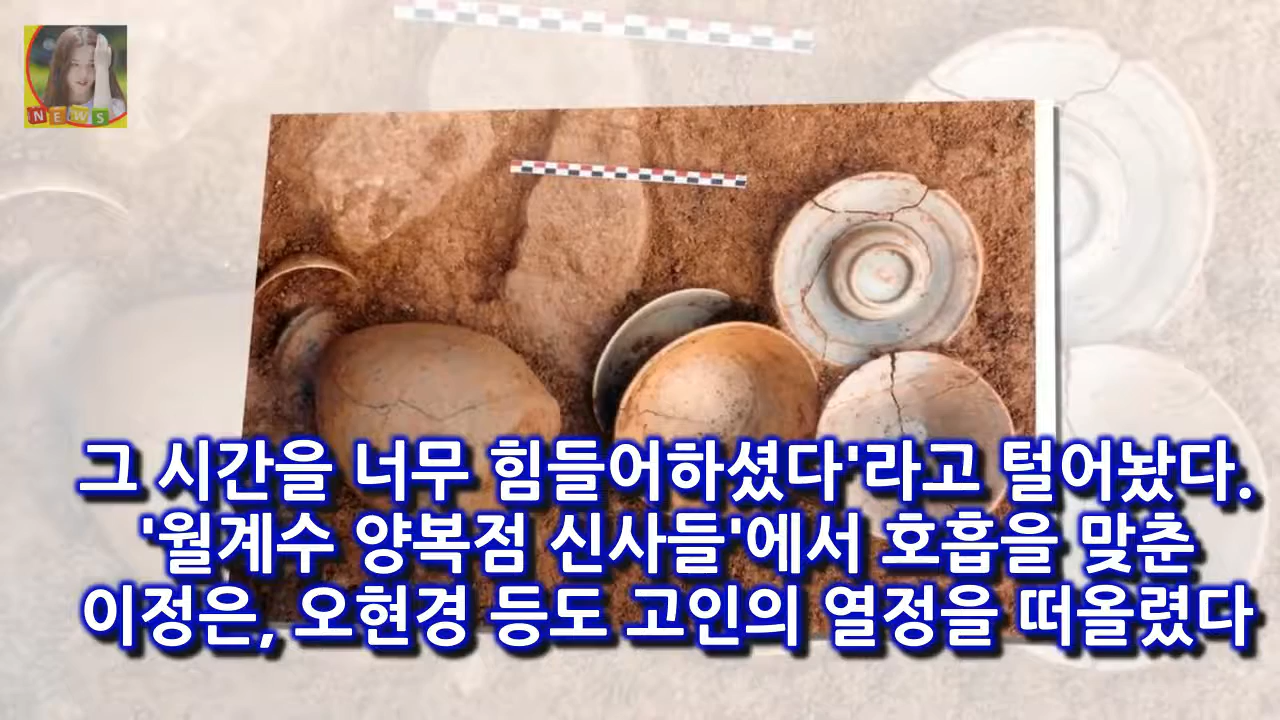 NEWS
그 시간을 너무 힘들어하셨다'라고 털어놨다.
'월계수 양복점 신사들'에서 호흡을 맞춘
이정은, 오현경 등도 고인의 열정을 떠올렸다